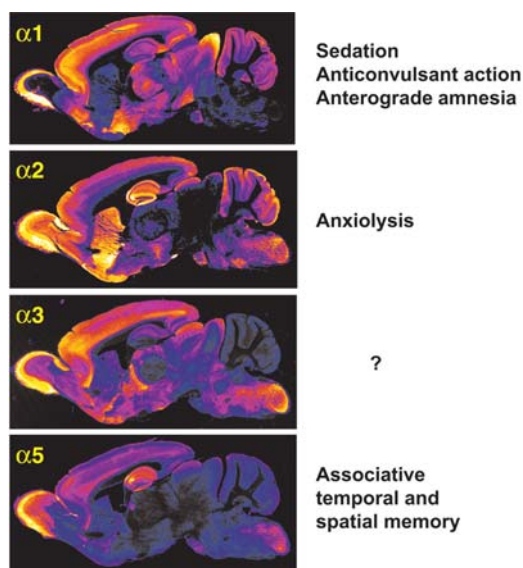 α1
Sedation
Anticonvulsant action
Anterograde amnesia
α2
Anxiolysis
α3
?
α5
Associative
temporal and
spatial memory